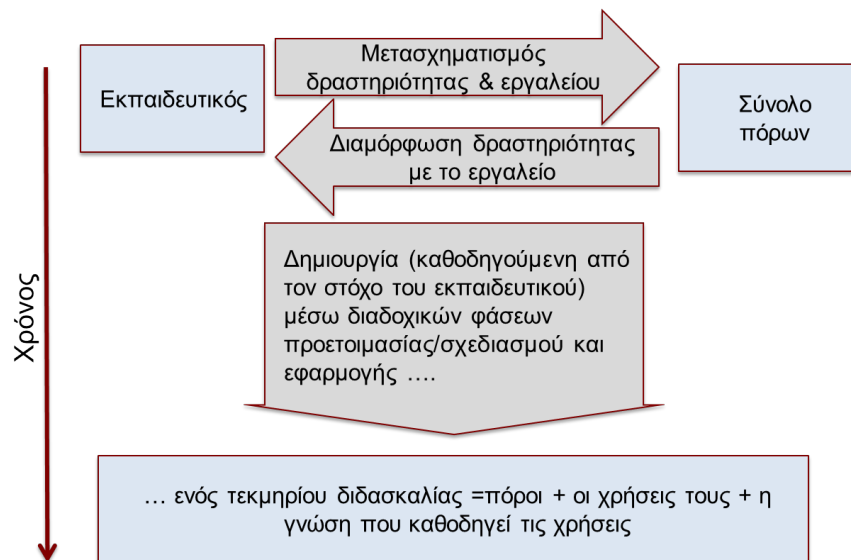 Εκπαιδευτικός
Μετασχηματισμός
δραστηριότητας & εργαλείου
Σύνολο
πόρων
Διαμόρφωση δραστηριότητας
με το εργαλείο
Χρόνος
Δημιουργία (καθοδηγούμενη από
τον στόχο του εκπαιδευτικού)
μέσω διαδοχικών φάσεων
προετοιμασίας/σχεδιασμού και
εφαρμογής ….
… ενός τεκμηρίου διδασκαλίας =πόροι + οι χρήσεις τους + η
γνώση που καθοδηγεί τις χρήσεις